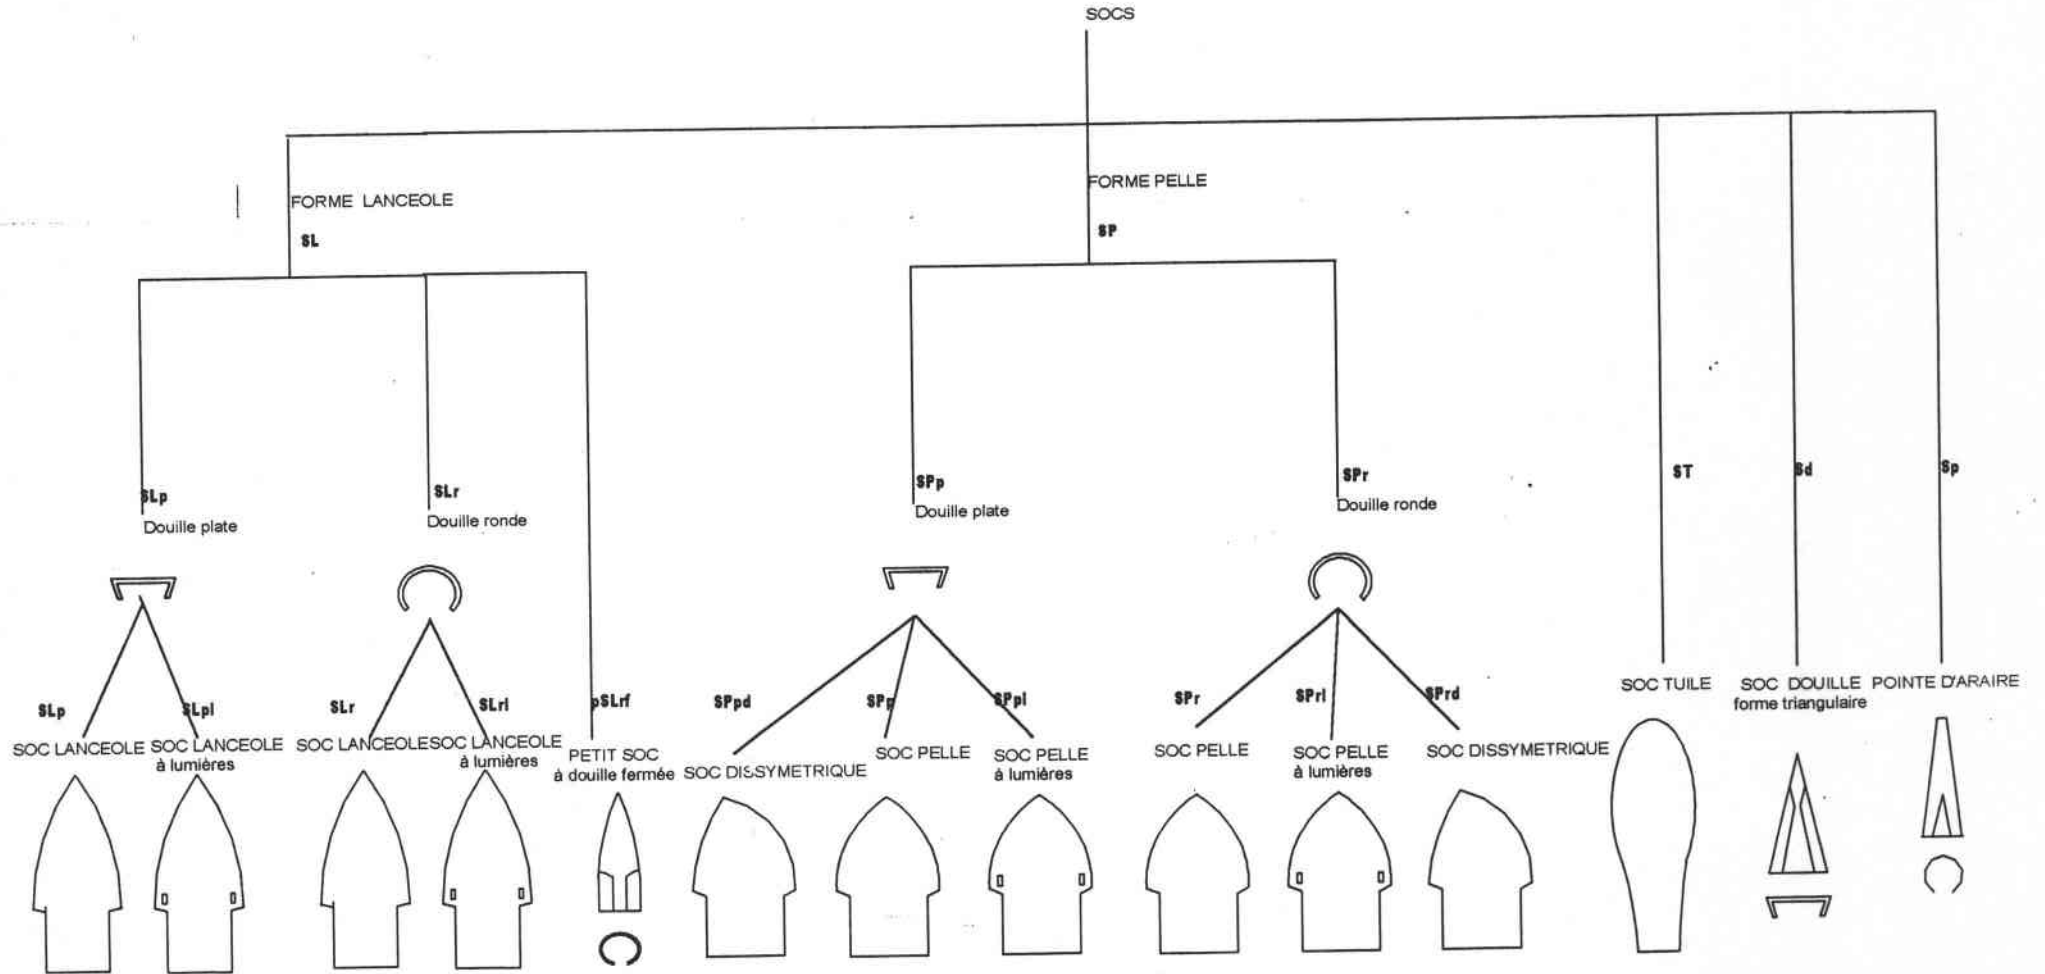 SOCS
FORME LANCEOLE
SL
FORME PELLE
SP
SLp
Douille plate
SLr
Douille ronde
SPp
Douille plate
SPr
Douille ronde
ST
Sd
Sp
SLp
SLpl
SLr
SLrl
pSLrf
SPpd
SPp
SPpl
SPr
SPrl
SPrd
SOC LANCEOLE
SOC LANCEOLE
à lumières
SOC LANCEOLE
SOC LANCEOLE
à lumières
PETIT SOC
à douille fermée
SOC DISSYMETRIQUE
SOC PELLE
SOC PELLE
à lumières
SOC PELLE
SOC PELLE
à lumières
SOC DISSYMETRIQUE
SOC TUILE
SOC DOUILLE
forme triangulaire
POINTE D'ARAIRE